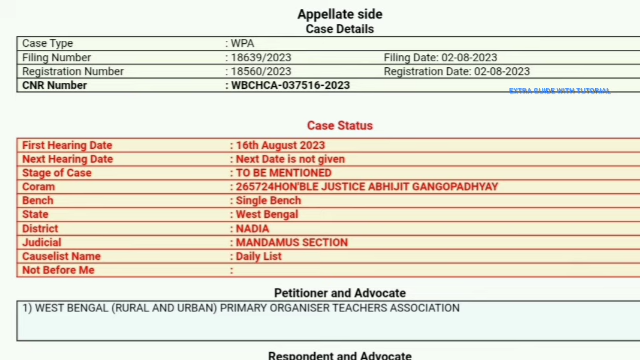 Appellate side
Case Details
Case Type : WPA
Filing Number : 18639/2023 Filing Date: 02-08-2023
Registration Number : 18560/2023 Registration Date: 02-08-2023
CNR Number : WBCHCA-037516-2023
EXTRA GUIDE WITH TUTORIAL
Case Status
First Hearing Date : 16th August 2023
Next Hearing Date : Next Date is not given
Stage of Case : TO BE MENTIONED
Coram : 265724HON'BLE JUSTICE ABHIJIT GANGOPADHYAY
Bench : Single Bench
State : West Bengal
District : NADIA
Judicial : MANDAMUS SECTION
Causelist Name : Daily List
Not Before Me :
Petitioner and Advocate
1) WEST BENGAL (RURAL AND URBAN) PRIMARY ORGANISER TEACHERS ASSOCIATION
Respondent and Advocate